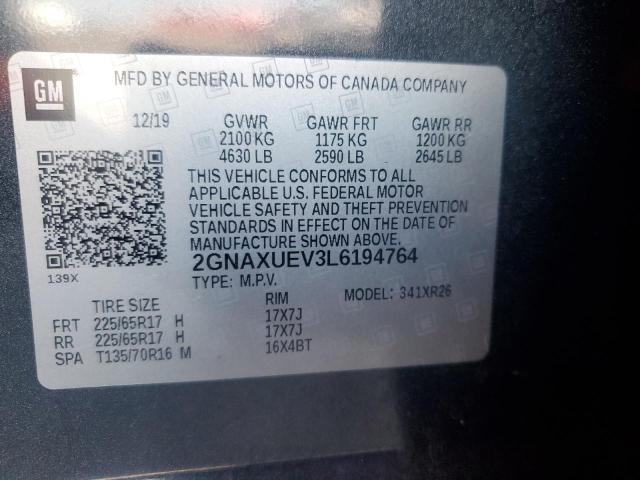 GM
MFD BY GENERAL MOTORS OF CANADA COMPANY
12/19 GVWR GAWR FRT GAWR RR
2100 KG 1175 KG 1200 KG
4630 LB 2590 LB 2645 LB
THIS VEHICLE CONFORMS TO ALL
APPLICABLE U.S. FEDERAL MOTOR
VEHICLE SAFETY AND THEFT PREVENTION
STANDARDS IN EFFECT ON THE DATE OF
MANUFACTURE SHOWN ABOVE.
2GNAXUEV3L6194764
139X
TYPE: M.P.V. MODEL: 341XR26
TIRE SIZE RIM
FRT 225/65R17 H 17X7J
RR 225/65R17 H 17X7J
SPA T135/70R16 M 16X4BT